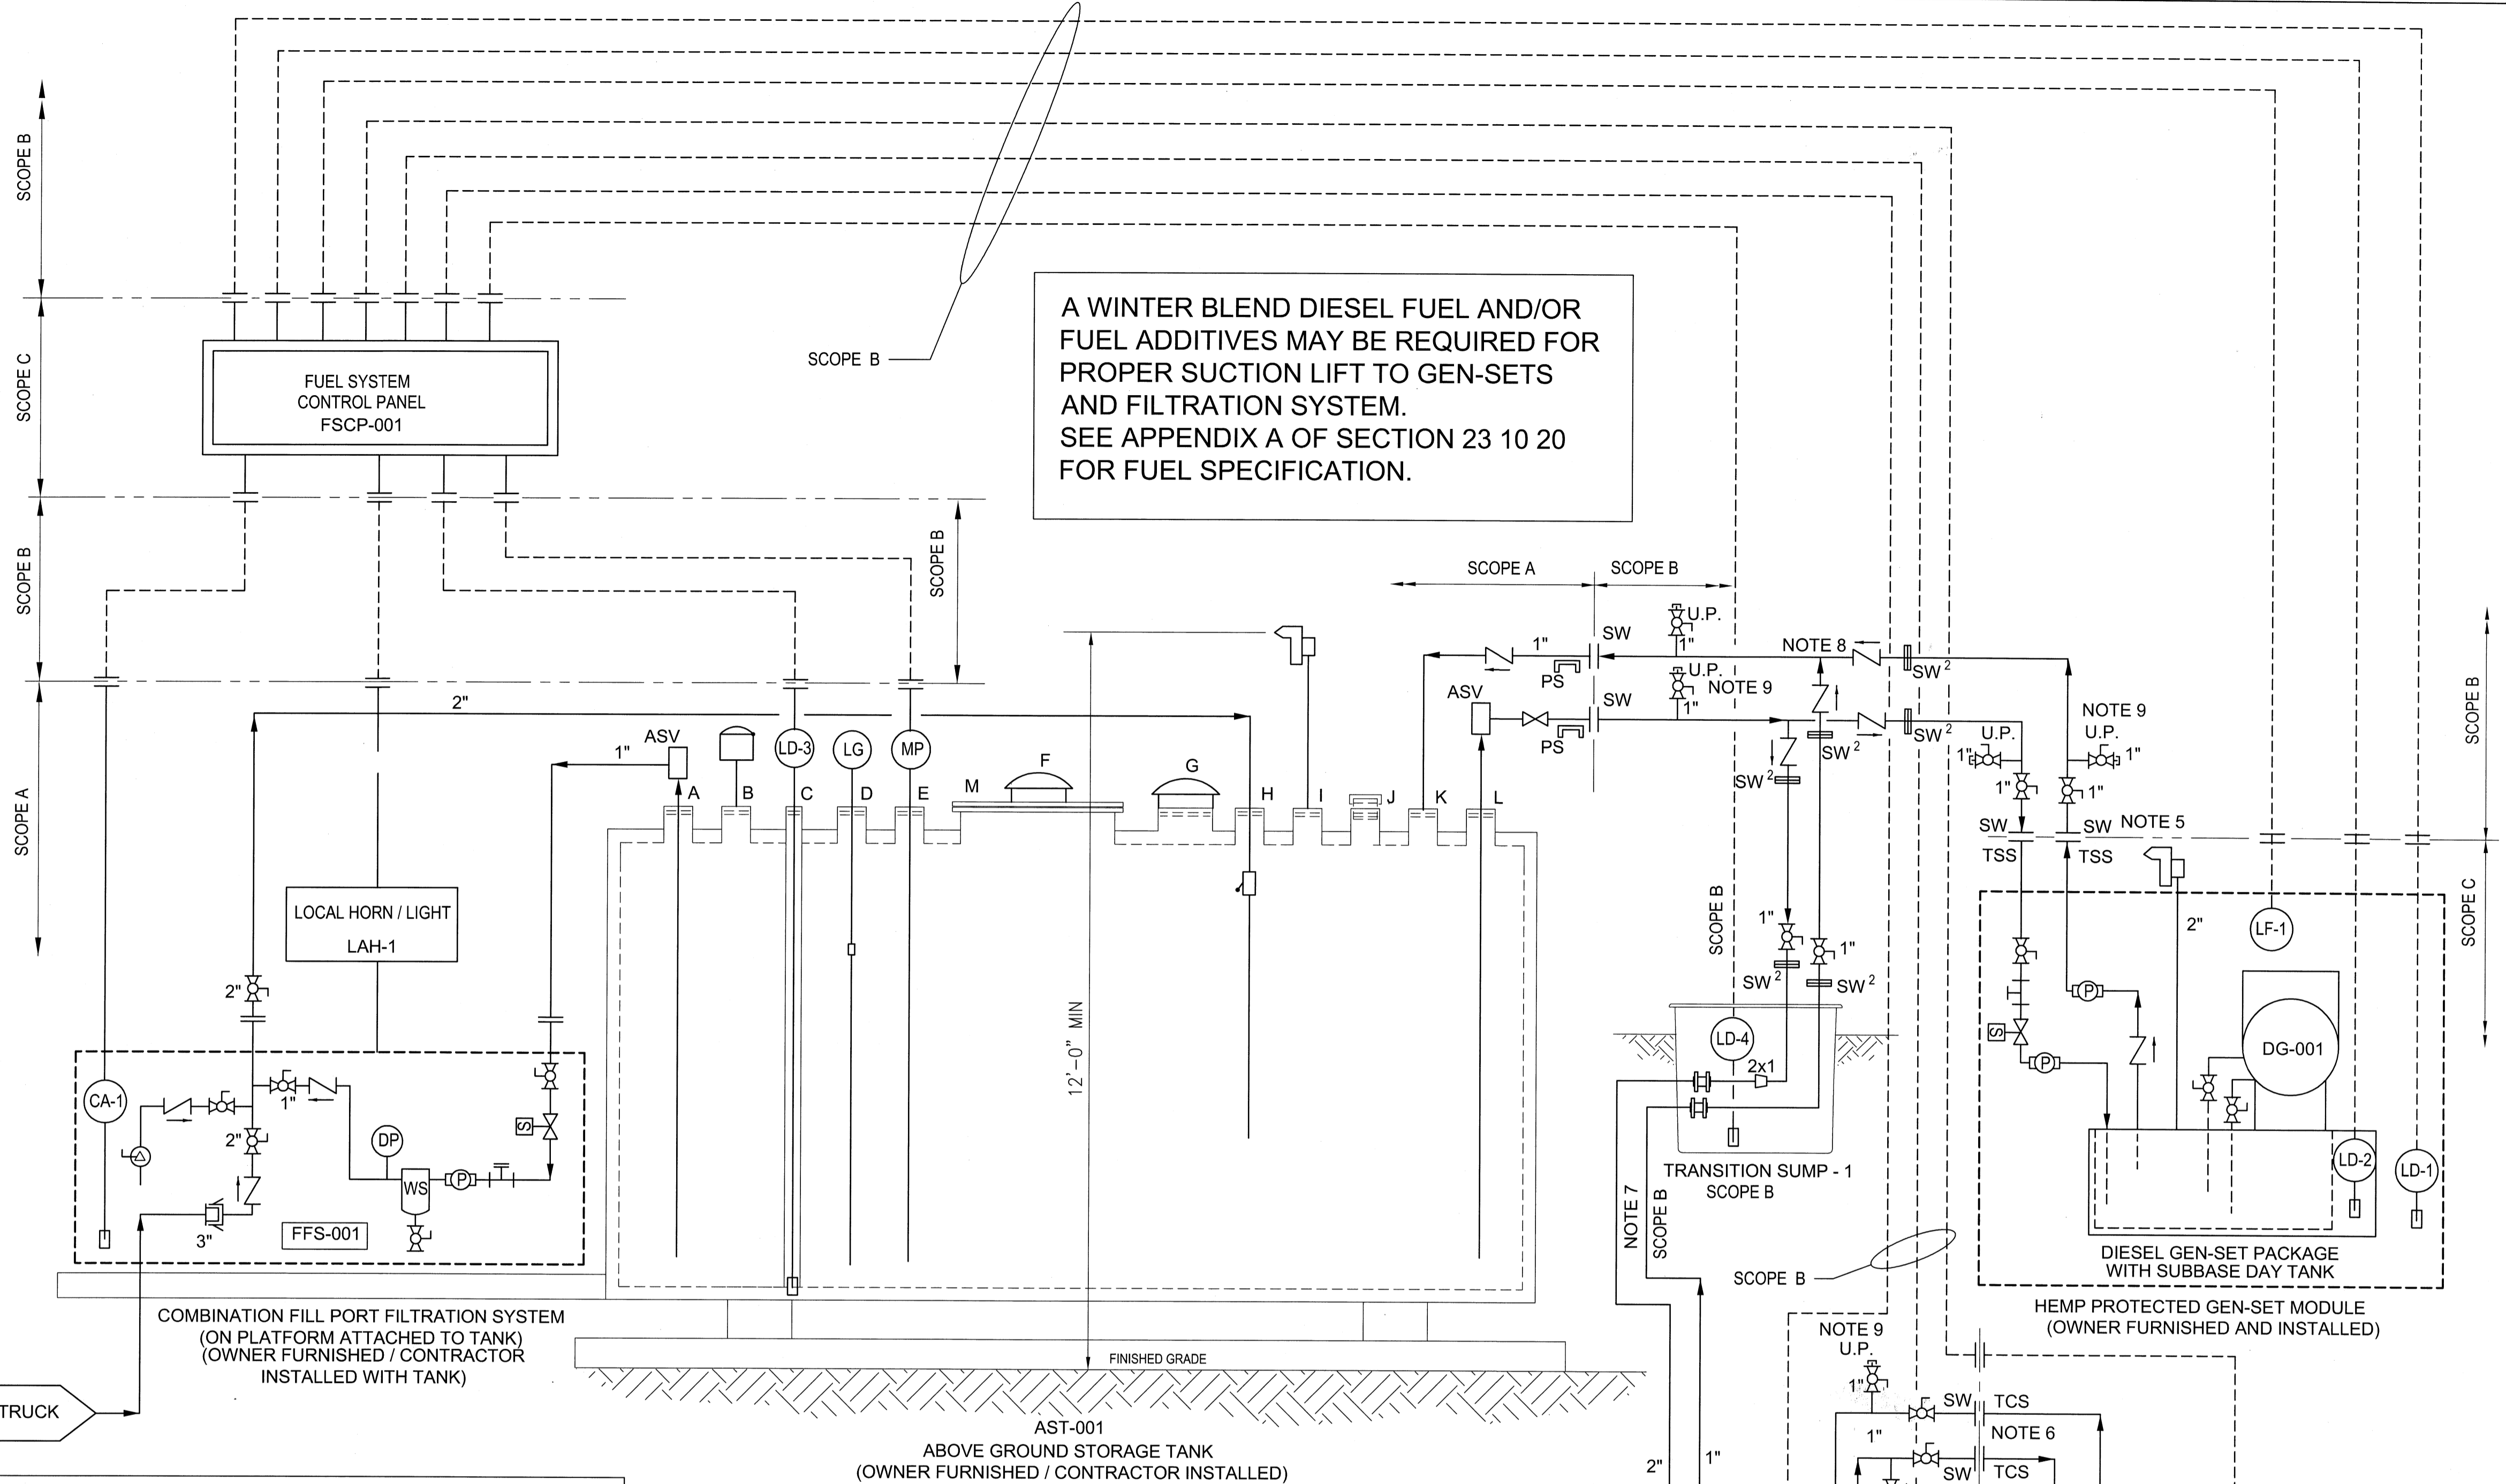 SCOPE B
SCOPE C
SCOPE B
SCOPE A
FUEL SYSTEM
CONTROL PANEL
FSCP-001
SCOPE B
A WINTER BLEND DIESEL FUEL AND/OR
FUEL ADDITIVES MAY BE REQUIRED FOR
PROPER SUCTION LIFT TO GEN-SETS
AND FILTRATION SYSTEM.
SEE APPENDIX A OF SECTION 23 10 20
FOR FUEL SPECIFICATION.
SCOPE B
SCOPE A
SCOPE B
2"
1"
ASV
LD-3
LG
MP
A
B
C
D
E
M
F
G
H
I
J
K
L
12'-0" MIN
LOCAL HORN / LIGHT
LAH-1
2"
CA-1
1"
2"
DP
WS
P
S
3"
FFS-001
COMBINATION FILL PORT FILTRATION SYSTEM
(ON PLATFORM ATTACHED TO TANK)
(OWNER FURNISHED / CONTRACTOR
INSTALLED WITH TANK)
TRUCK
FINISHED GRADE
AST-001
ABOVE GROUND STORAGE TANK
(OWNER FURNISHED / CONTRACTOR INSTALLED)
1"
SW
PS
U.P.
1"
NOTE 8
SW 2
ASV
SW
PS
U.P.
1"
NOTE 9
SW 2
SW 2
SW 2
SCOPE B
1"
1"
SW 2
SW 2
LD-4
2x1
TRANSITION SUMP - 1
SCOPE B
NOTE 7
SCOPE B
2"
1"
SCOPE B
NOTE 9
U.P.
U.P.
1"
1"
1"
1"
SW
SW
NOTE 5
TSS
TSS
SCOPE B
SCOPE C
2"
LF-1
P
S
P
DG-001
LD-2
LD-1
DIESEL GEN-SET PACKAGE
WITH SUBBASE DAY TANK
HEMP PROTECTED GEN-SET MODULE
(OWNER FURNISHED AND INSTALLED)
NOTE 9
U.P.
1"
SW
TCS
1"
NOTE 6
SW
TCS